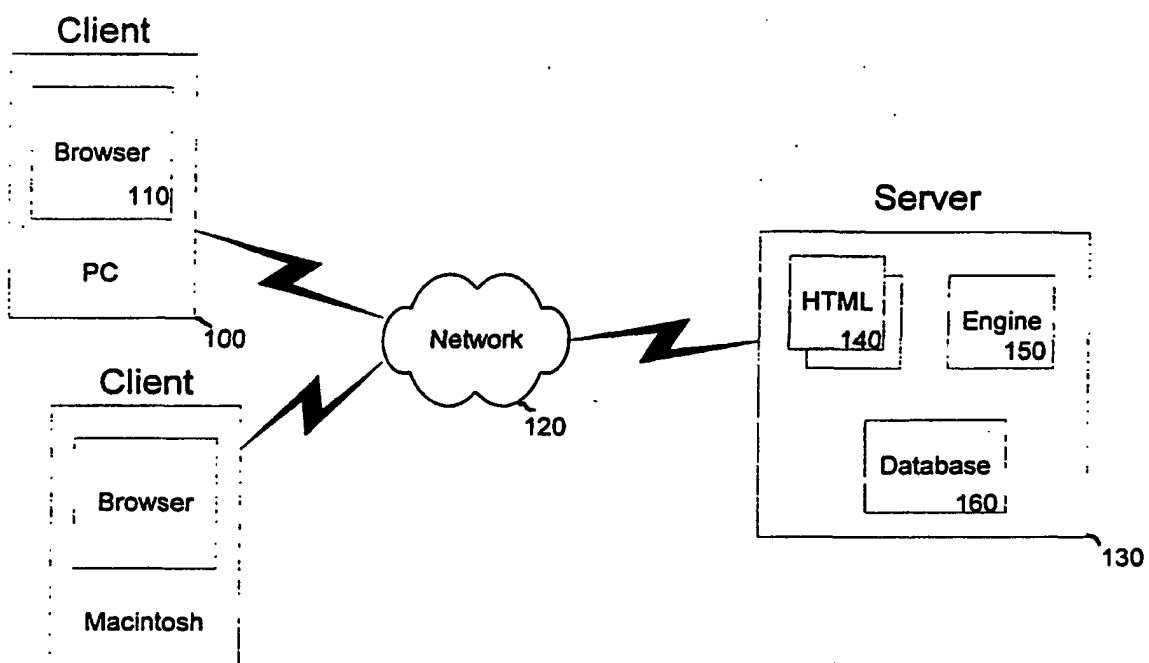 Client
Browser
110
PC
100
Client
Browser
Macintosh
Network
120
Server
HTML
140
Engine
150
Database
160
130